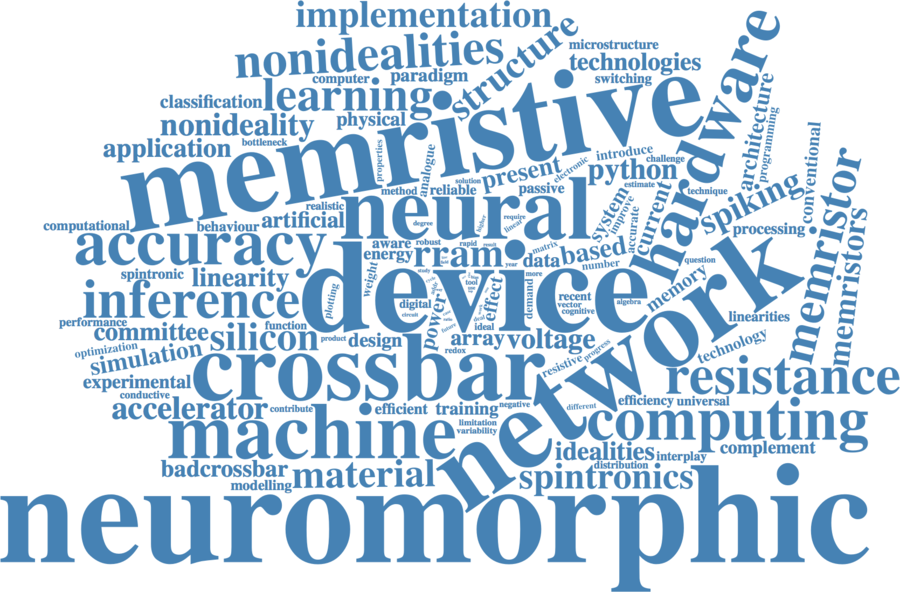 implementation
nonidealities
structure
microstructure
technologies
switching
computer
paradigm
classification
learning
memristive
hardware
nonideality
physical
application
bottleneck
properties
analogue
solution
method
reliable
present
electronic
introduce
challenge
python
estimate
technique
architecture
programming
conventional
passive
realistic
neural
degree
higher
require
linear
system
improve
accurate
current
spiking
processing
memristor
memristors
computational
behaviour
artificial
accuracy
aware
robust
rapid
result
energy
rram
year
matrix
data
based
number
question
memory
spintronic
linearity
weight
study
device
more
inference
plotting
digital
circuit
power
tool
effect
demand
recent
vector
cognitive
algebra
linearities
performance
committee
function
silicon
product
design
future
ideal
array
voltage
redox
network
technology
optimization
simulation
resistive
progress
experimental
crossbar
resistance
conductive
accelerator
contribute
efficient
training
negative
different
efficiency
universal
machine
limitation
variability
computing
idealities
interplay
complement
badcrossbar
modelling
material
spintronics
distribution
neuromorphic